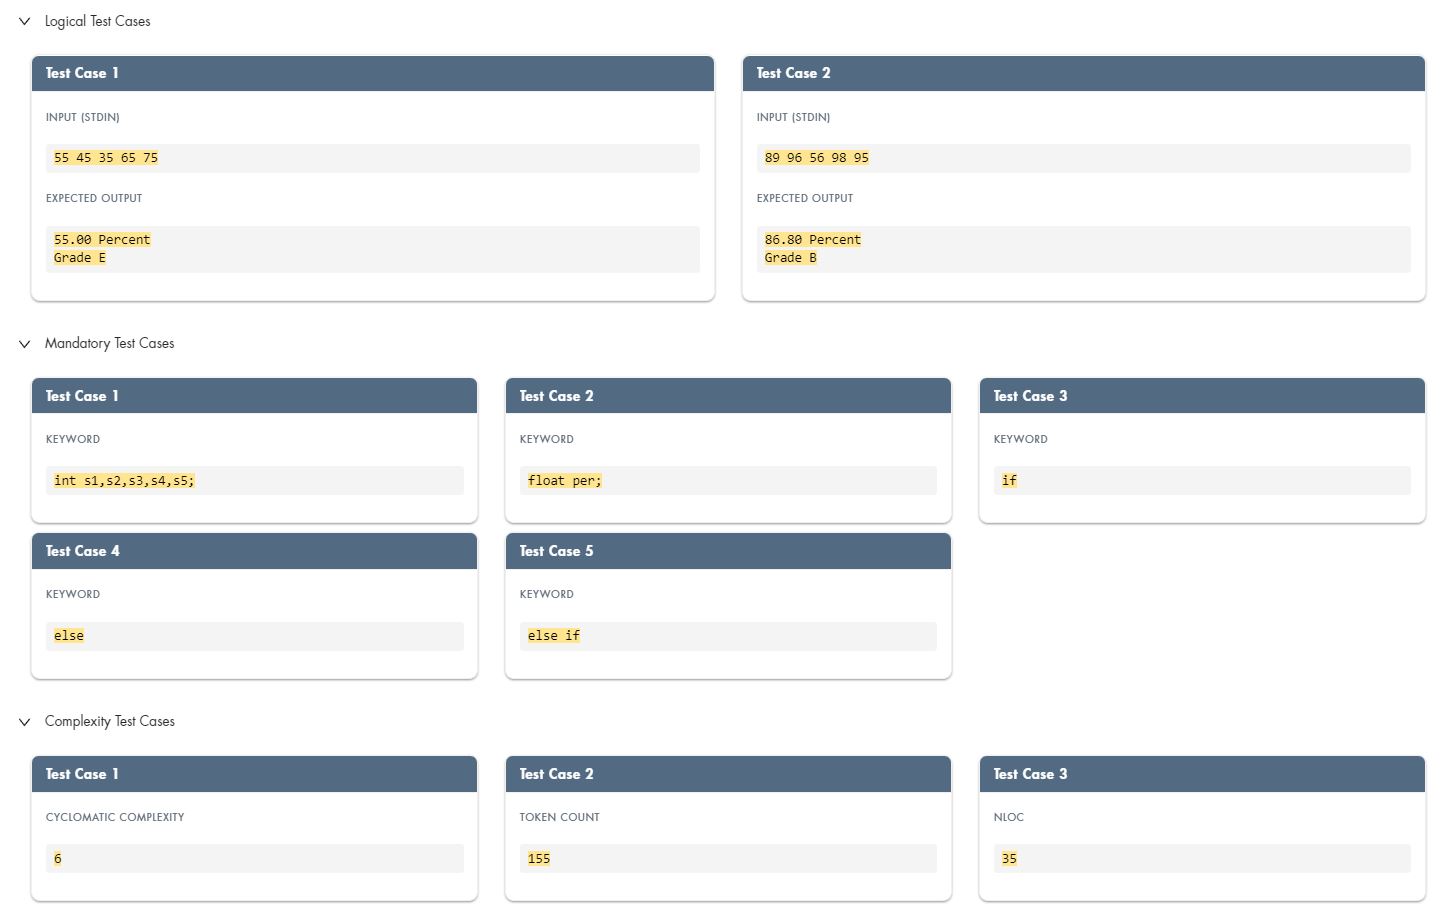 Logical Test Cases
Test Case 1
INPUT (STDIN)
55 45 35 65 75
EXPECTED OUTPUT
55.00 Percent
Grade E
Test Case 2
INPUT (STDIN)
89 96 56 98 95
EXPECTED OUTPUT
86.80 Percent
Grade B
Mandatory Test Cases
Test Case 1
KEYWORD
int s1,s2,s3,s4,s5;
Test Case 2
KEYWORD
float per;
Test Case 3
KEYWORD
if
Test Case 4
KEYWORD
else
Test Case 5
KEYWORD
else if
Complexity Test Cases
Test Case 1
CYCLOMATIC COMPLEXITY
6
Test Case 2
TOKEN COUNT
155
Test Case 3
NLOC
35